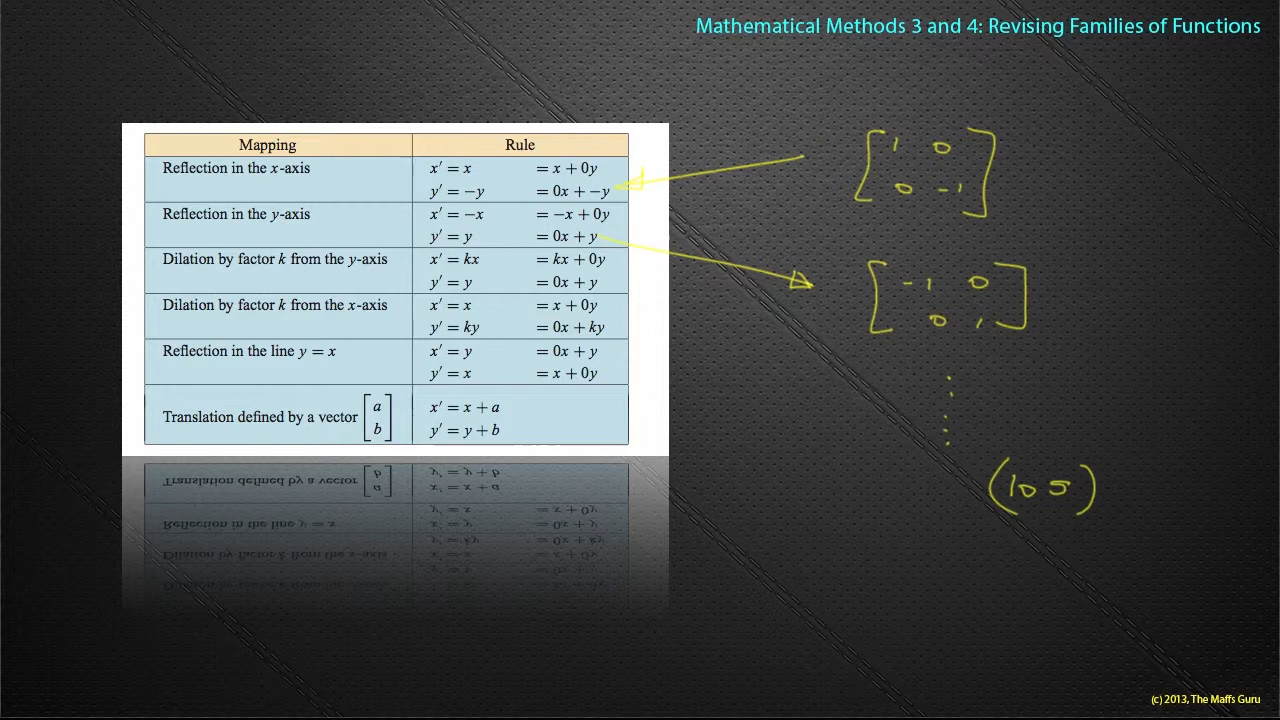 Mathematical Methods 3 and 4: Revising Families of Functions
Mapping Rule
Reflection in the x-axis x′ = x = x + 0y
y′ = −y = 0x + −y
Reflection in the y-axis x′ = −x = −x + 0y
y′ = y = 0x + y
Dilation by factor k from the y-axis x′ = kx = kx + 0y
y′ = y = 0x + y
Dilation by factor k from the x-axis x′ = x = x + 0y
y′ = ky = 0x + ky
Reflection in the line y = x x′ = y = 0x + y
y′ = x = x + 0y
Translation defined by a vector [a b] x′ = x + a
y′ = y + b
1 0
0 -1
-1 0
0 1
(10 5)
(c) 2013, The Maffs Guru